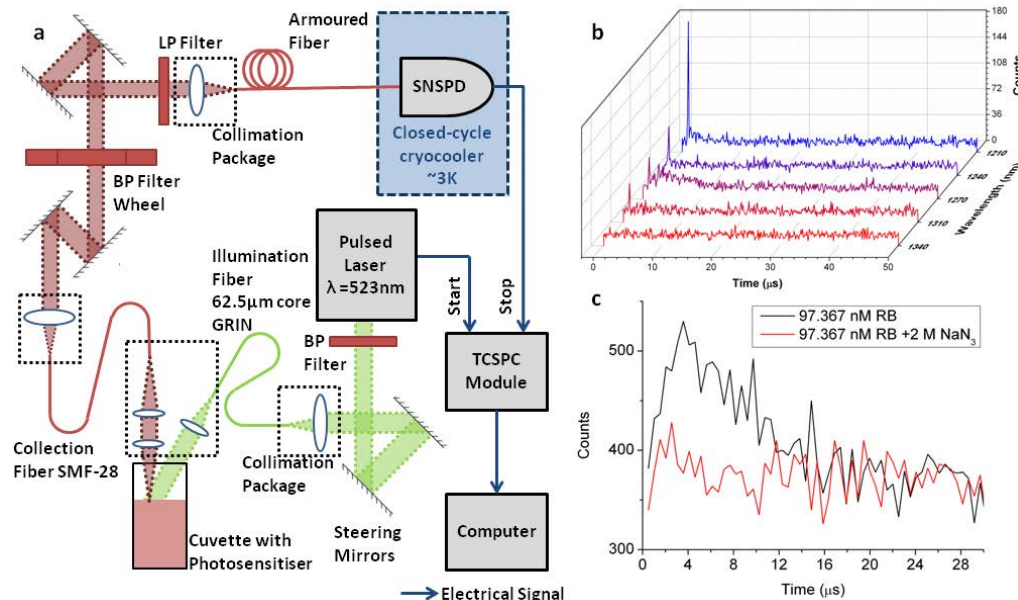 a
LP Filter
Armoured
Fiber
SNSPD
Collimation
Package
Closed-cycle
cryocooler
~3K
BP Filter
Wheel
Illumination
Fiber
62.5µm core
GRIN
Pulsed
Laser
λ=523nm
Start
Stop
BP
Filter
TCSPC
Module
Collection
Fiber SMF-28
Collimation
Package
Cuvette with
Photosensitiser
Steering
Mirrors
Computer
Electrical Signal
b
180
144
108
72
36
0
Counts
1210
1240
1270
1310
1340
Wavelength (nm)
0
10
20
30
40
50
Time (µs)
c
97.367 nM RB
97.367 nM RB +2 M NaN3
500
400
300
Counts
0
4
8
12
16
20
24
28
Time (µs)